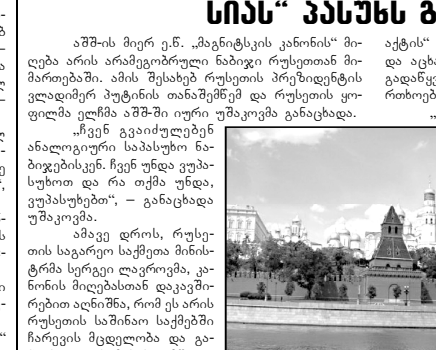 სიას“ პასუხს გ
აშშ-ის მიერ ე.წ. „მაგნიტსკის კანონის“ მი-
ღება არის არამეგობრული ნაბიჯი რუსეთთან მი-
მართებაში. ამის შესახებ რუსეთის პრეზიდენტის
ვლადიმერ პუტინის თანაშემწემ და რუსეთის ყო-
ფილმა ელჩმა აშშ-ში იური უშაკოვმა განაცხადა.
„ჩვენ გვაიძულებენ
ანალოგიური საპასუხო ნა-
ბიჯებისკენ. ჩვენ უნდა ვუპა-
სუხოთ და რა თქმა უნდა,
ვუპასუხებთ“, – განაცხადა
უშაკოვმა.
ამავე დროს, რუსე-
თის საგარეო საქმეთა მინის-
ტრმა სერგეი ლავროვმა, კა-
ნონის მიღებასთან დაკავში-
რებით აღნიშნა, რომ ეს არის
რუსეთის საშინაო საქმებში
ჩარევის მცდელობა და გა-
აქტის“
და აცხა
გადაწყვ
რთხოებ